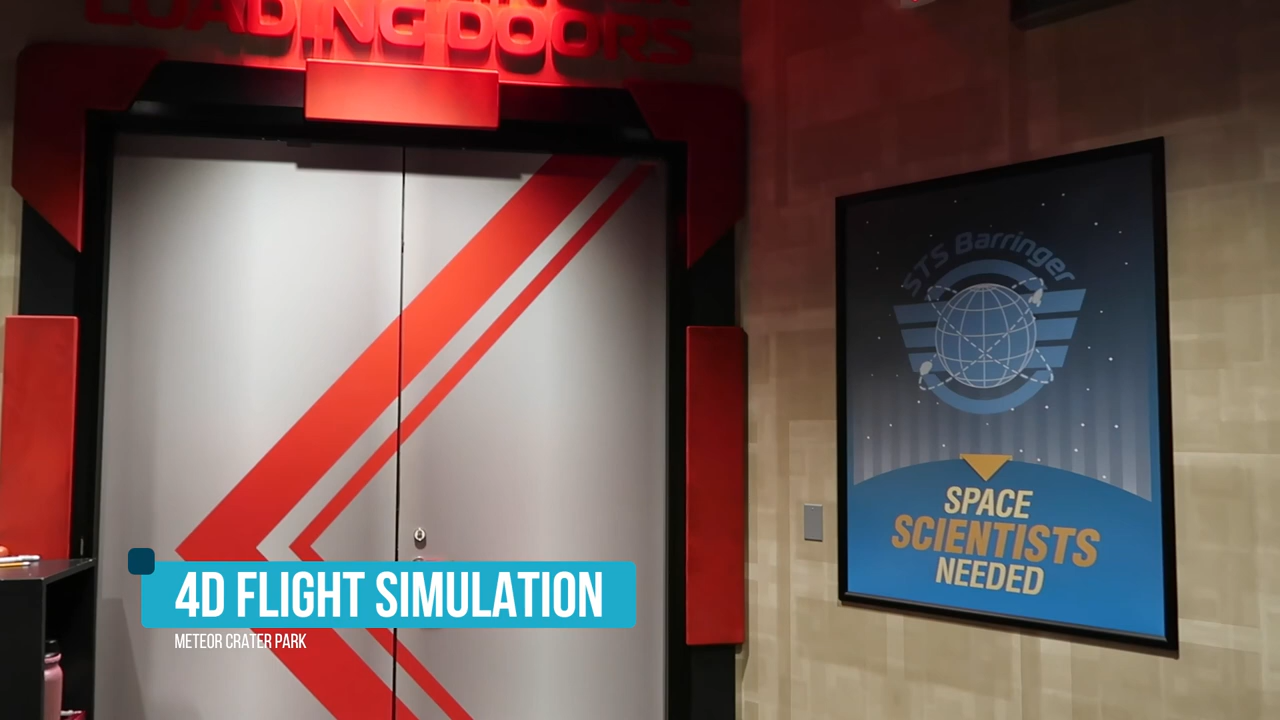 LOADING DOORS
STS Barringer
SPACE
SCIENTISTS
NEEDED
4D FLIGHT SIMULATION
METEOR CRATER PARK